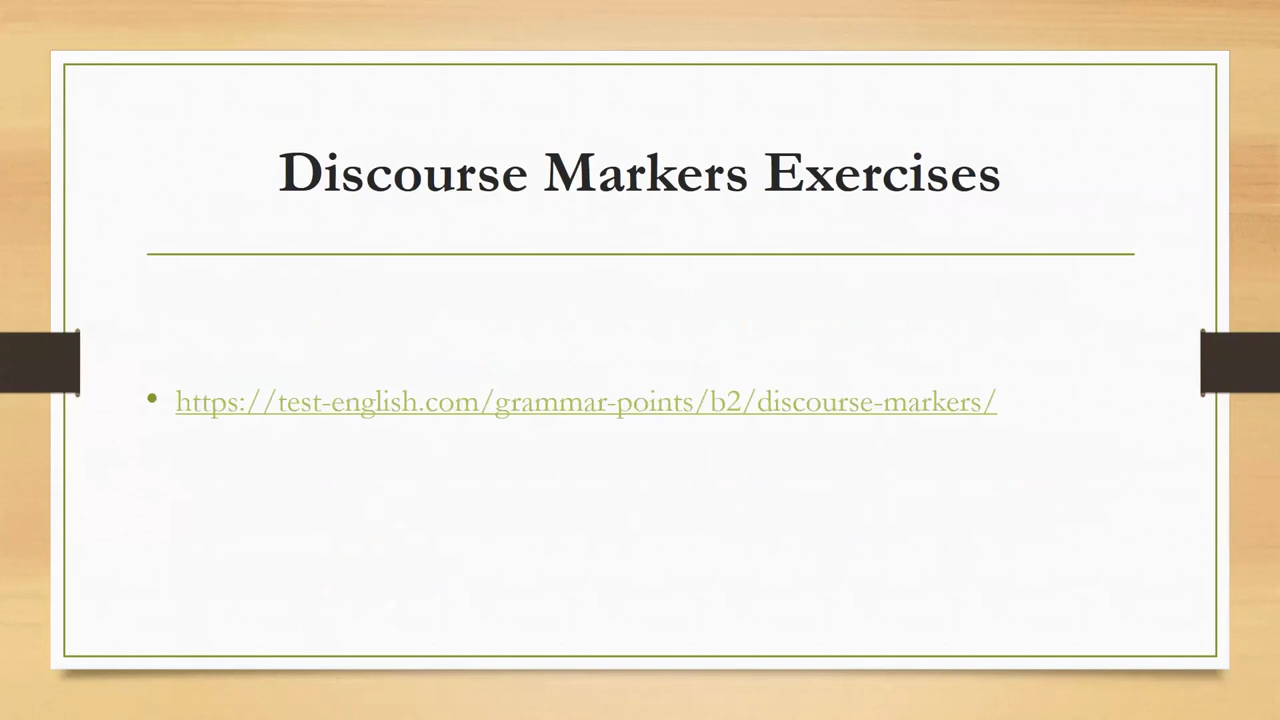 Discourse Markers Exercises
• https://test-english.com/grammar-points/b2/discourse-markers/